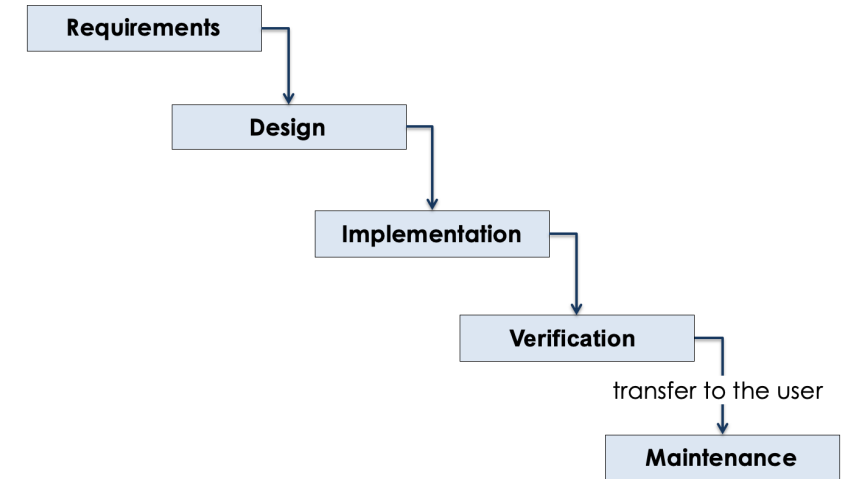 Requirements
Design
Implementation
Verification
transfer to the user
Maintenance